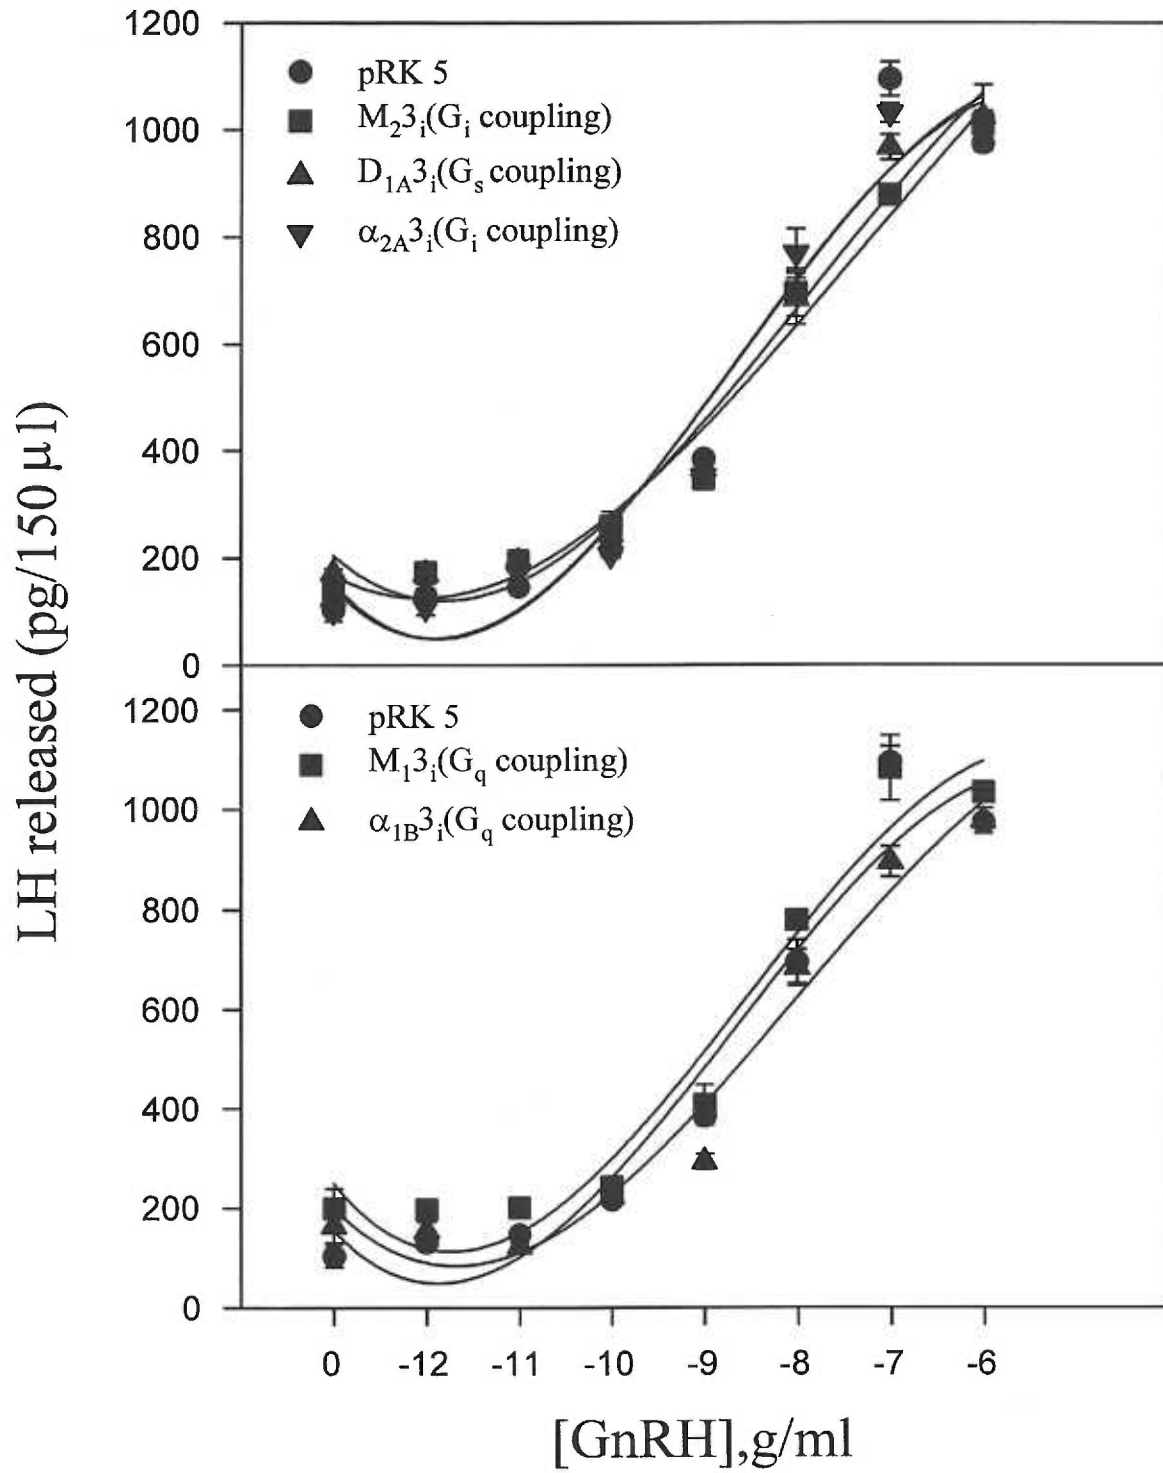 LH released (pg/150 µl)
1200
1000
800
600
400
200
0
pRK 5
M₂3ᵢ(Gᵢ coupling)
D₁ₐ3ᵢ(Gₛ coupling)
α₂ₐ3ᵢ(Gᵢ coupling)
1200
1000
800
600
400
200
0
pRK 5
M₁3ᵢ(G_q coupling)
α₁B3ᵢ(G_q coupling)
0 -12 -11 -10 -9 -8 -7 -6
[GnRH],g/ml